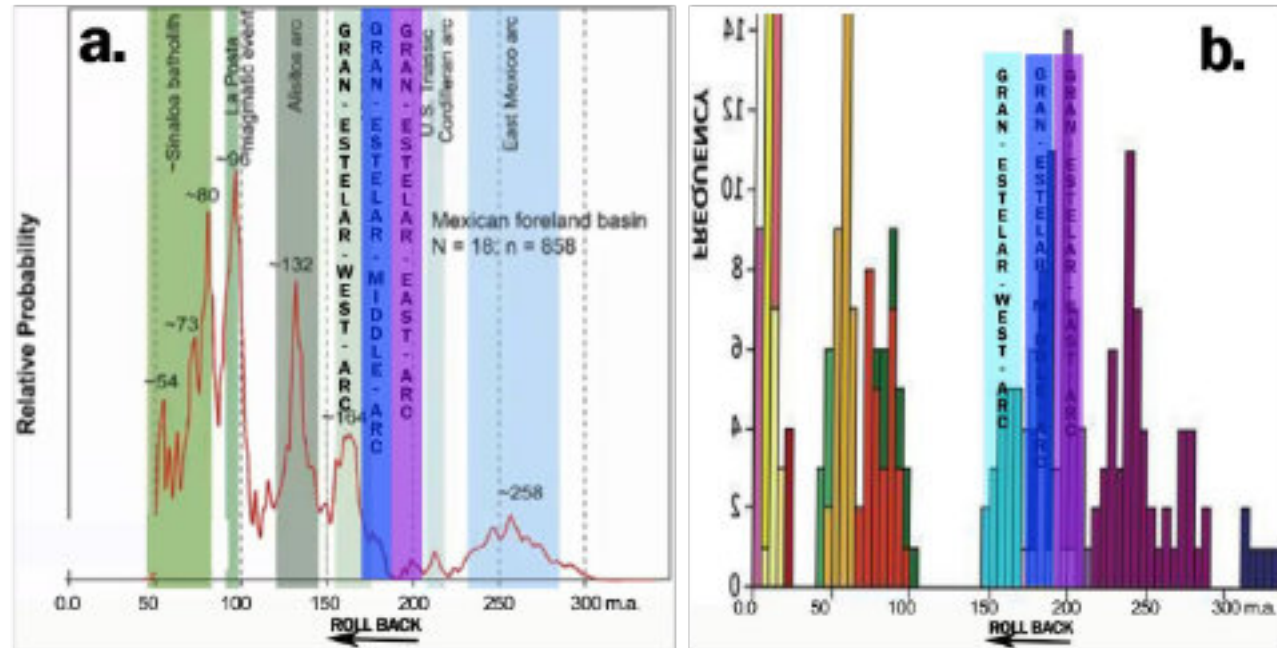 a.
~Sinaloa batholith
La Posta
magmatic event
Alisitos arc
GRAN - ESTELAR - WEST - ARC
GRAN - ESTELAR - MIDDLE - ARC
GRAN - ESTELAR - EAST - ARC
U.S. Triassic
Cordilleran arc
East Mexico arc
Mexican foreland basin
N = 18; n = 858
~54
~73
~80
~96
~132
~164
~258
Relative Probability
0.0 50 100 150 200 250 300 m.a.
ROLL BACK
b.
FREQUENCY
14
12
10
8
6
4
2
0
GRAN - ESTELAR - WEST - ARC
GRAN - ESTELAR - MIDDLE - ARC
GRAN - ESTELAR - EAST - ARC
0.0 50 100 150 200 250 300 m.a.
ROLL BACK